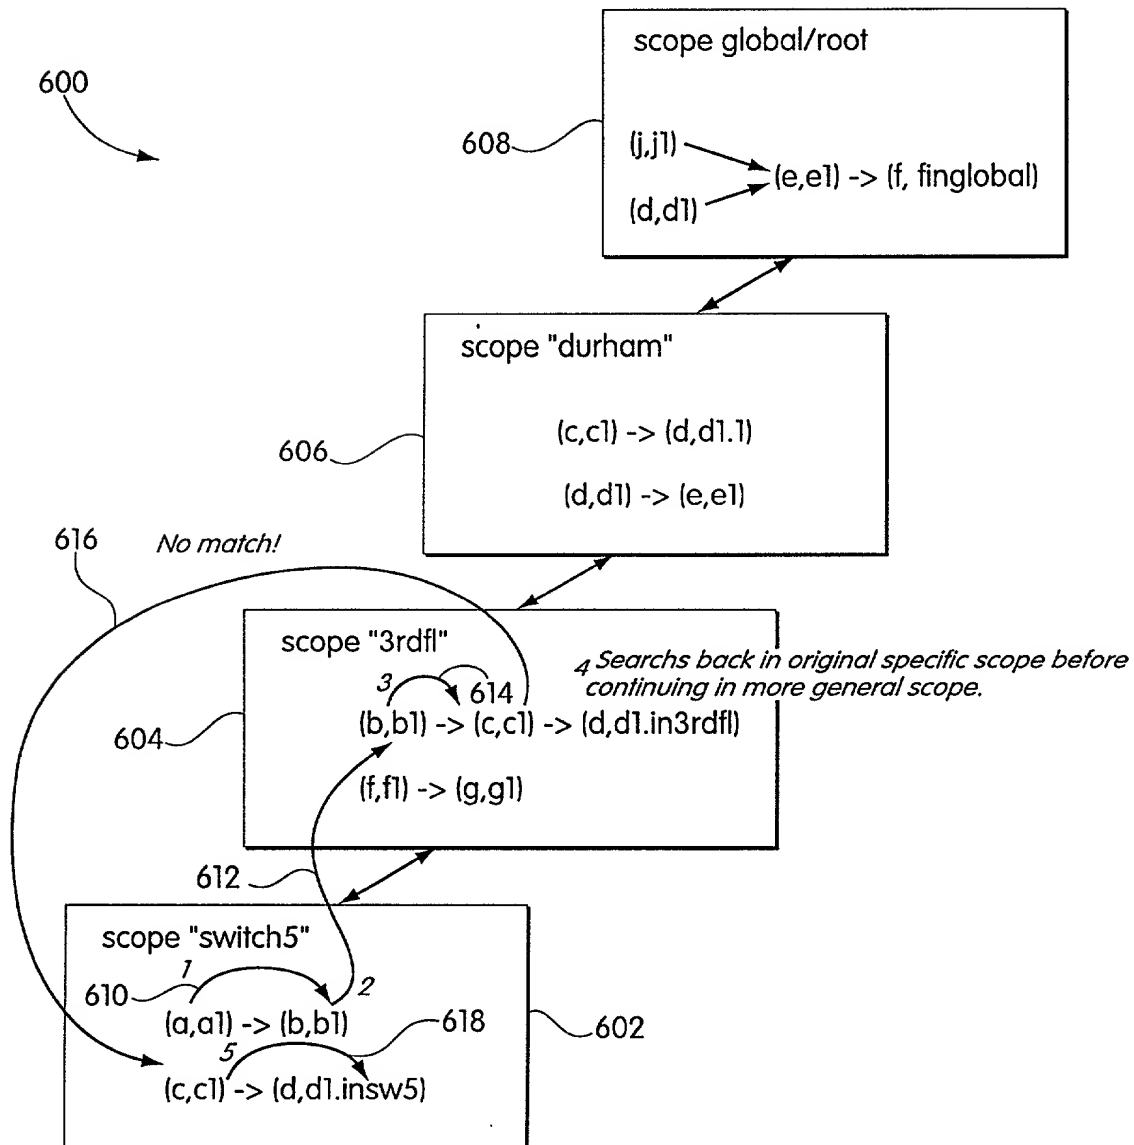 scope global/root
600
608
(j,j1)
(e,e1) -> (f, finglobal)
(d,d1)
scope "durham"
(c,c1) -> (d,d1.1)
606
(d,d1) -> (e,e1)
616
No match!
scope "3rdfl"
4 Searchs back in original specific scope before
continuing in more general scope.
3
614
(b,b1) -> (c,c1) -> (d,d1.in3rdfl)
604
(f,f1) -> (g,g1)
612
scope "switch5"
1
2
610
(a,a1) -> (b,b1)
618
602
5
(c,c1) -> (d,d1.insw5)